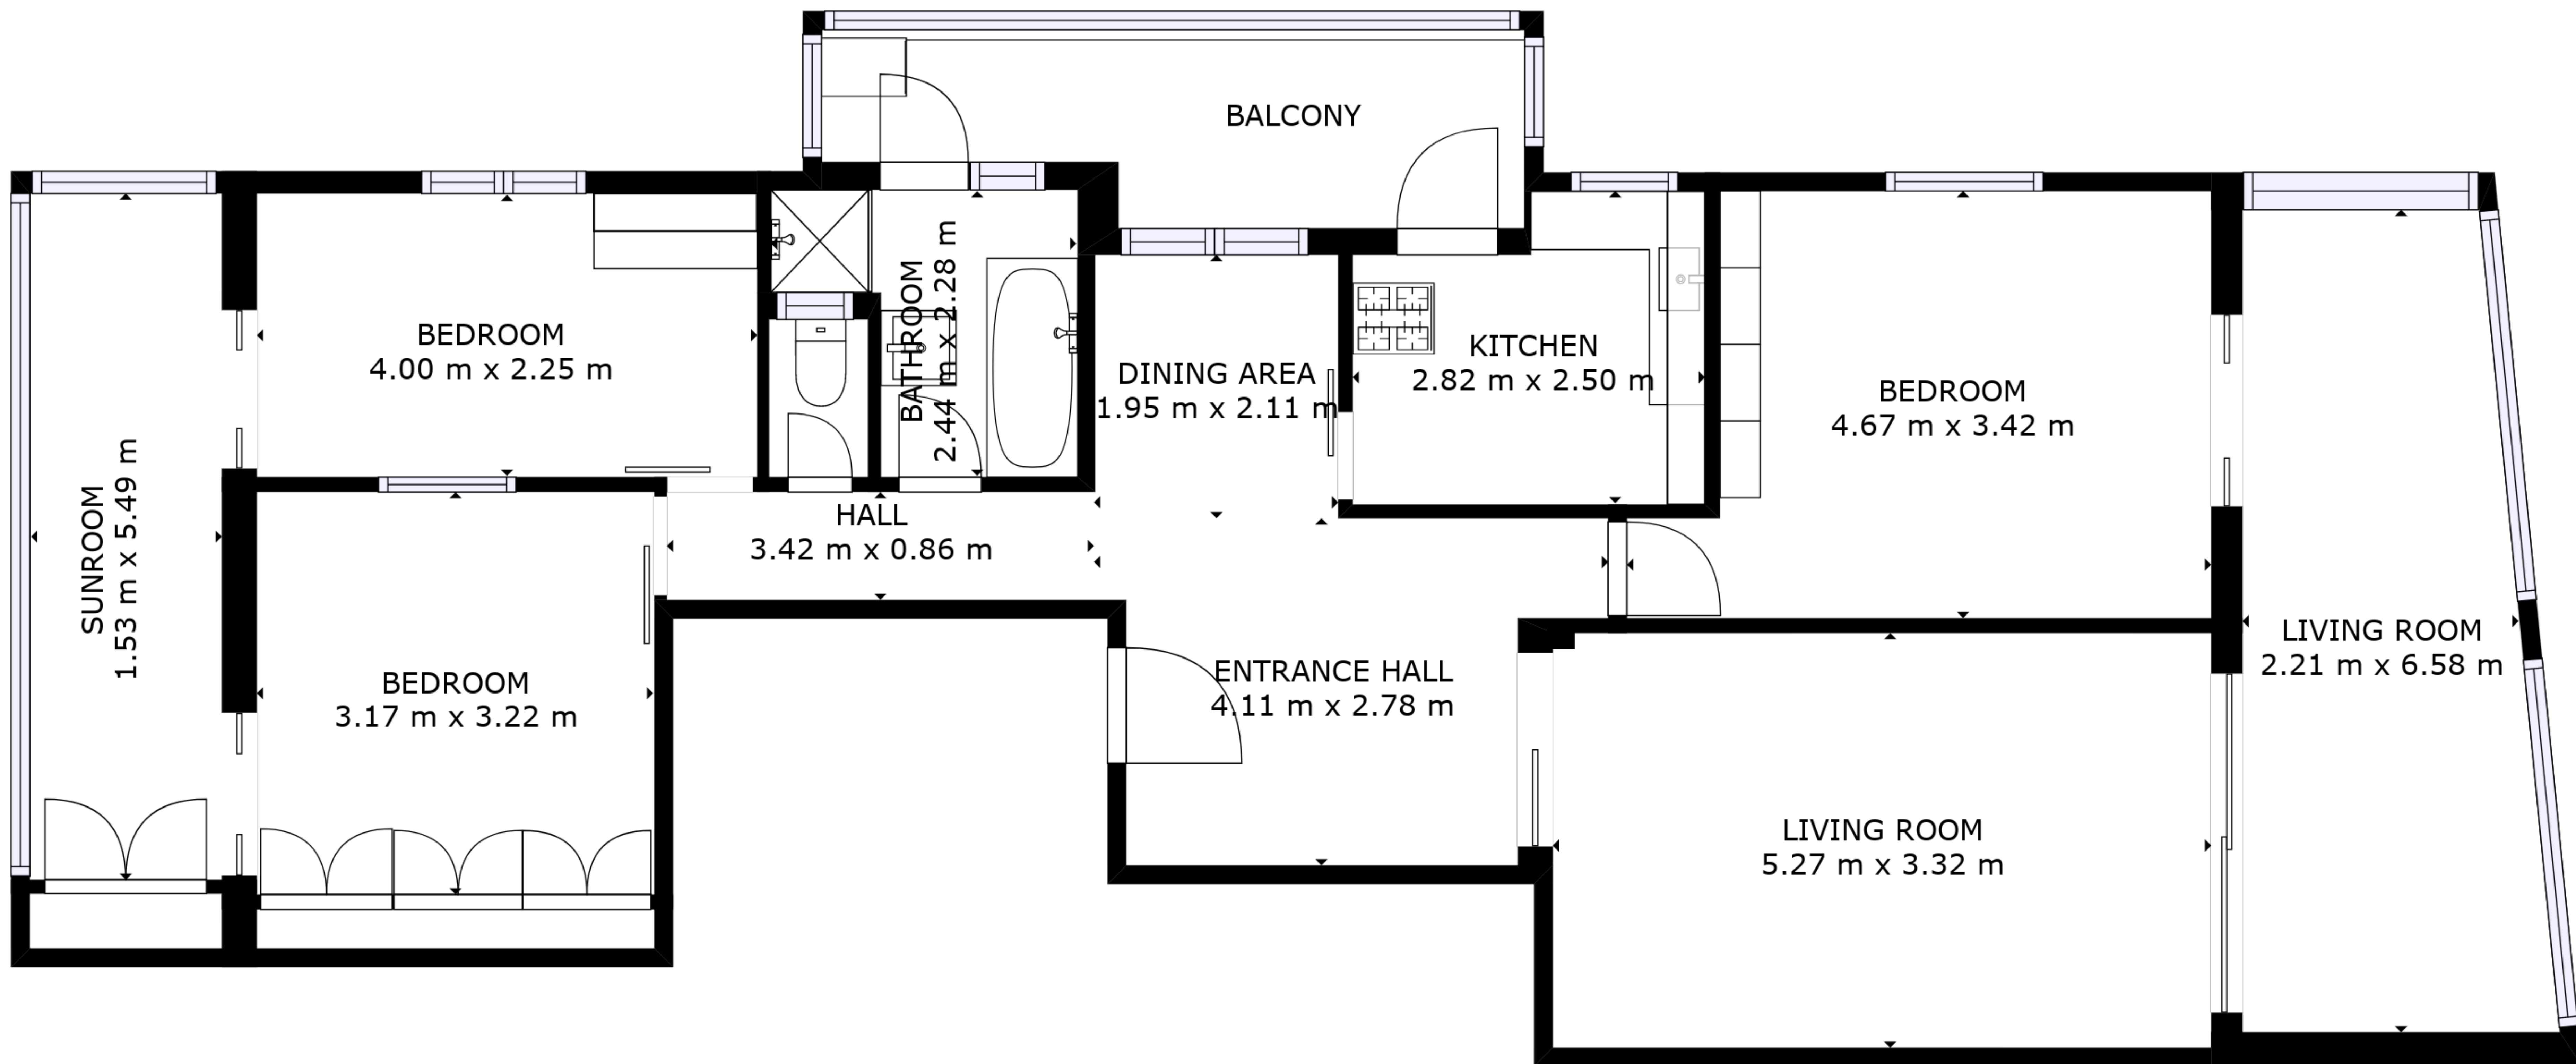 BALCONY
BEDROOM
4.00 m x 2.25 m
BATHROOM
2.44 m x 2.28 m
DINING AREA
1.95 m x 2.11 m
KITCHEN
2.82 m x 2.50 m
BEDROOM
4.67 m x 3.42 m
SUNROOM
1.53 m x 5.49 m
HALL
3.42 m x 0.86 m
BEDROOM
3.17 m x 3.22 m
ENTRANCE HALL
4.11 m x 2.78 m
LIVING ROOM
2.21 m x 6.58 m
LIVING ROOM
5.27 m x 3.32 m